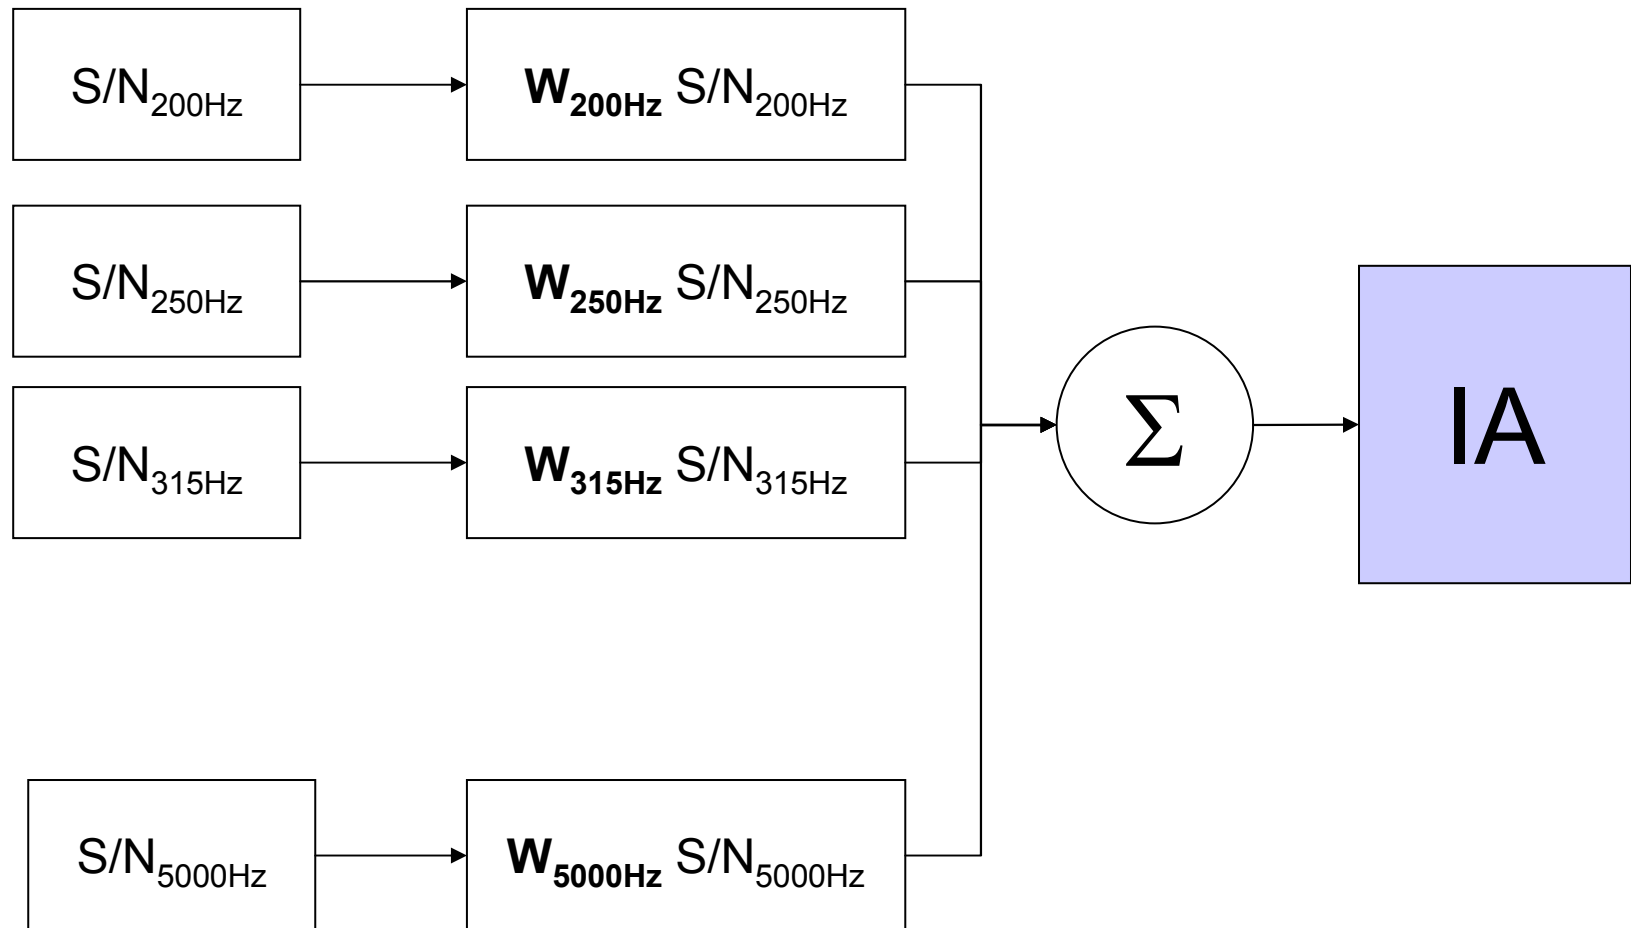 S/N200Hz
W200Hz S/N200Hz
S/N250Hz
W250Hz S/N250Hz
S/N315Hz
W315Hz S/N315Hz
Σ
IA
S/N5000Hz
W5000Hz S/N5000Hz